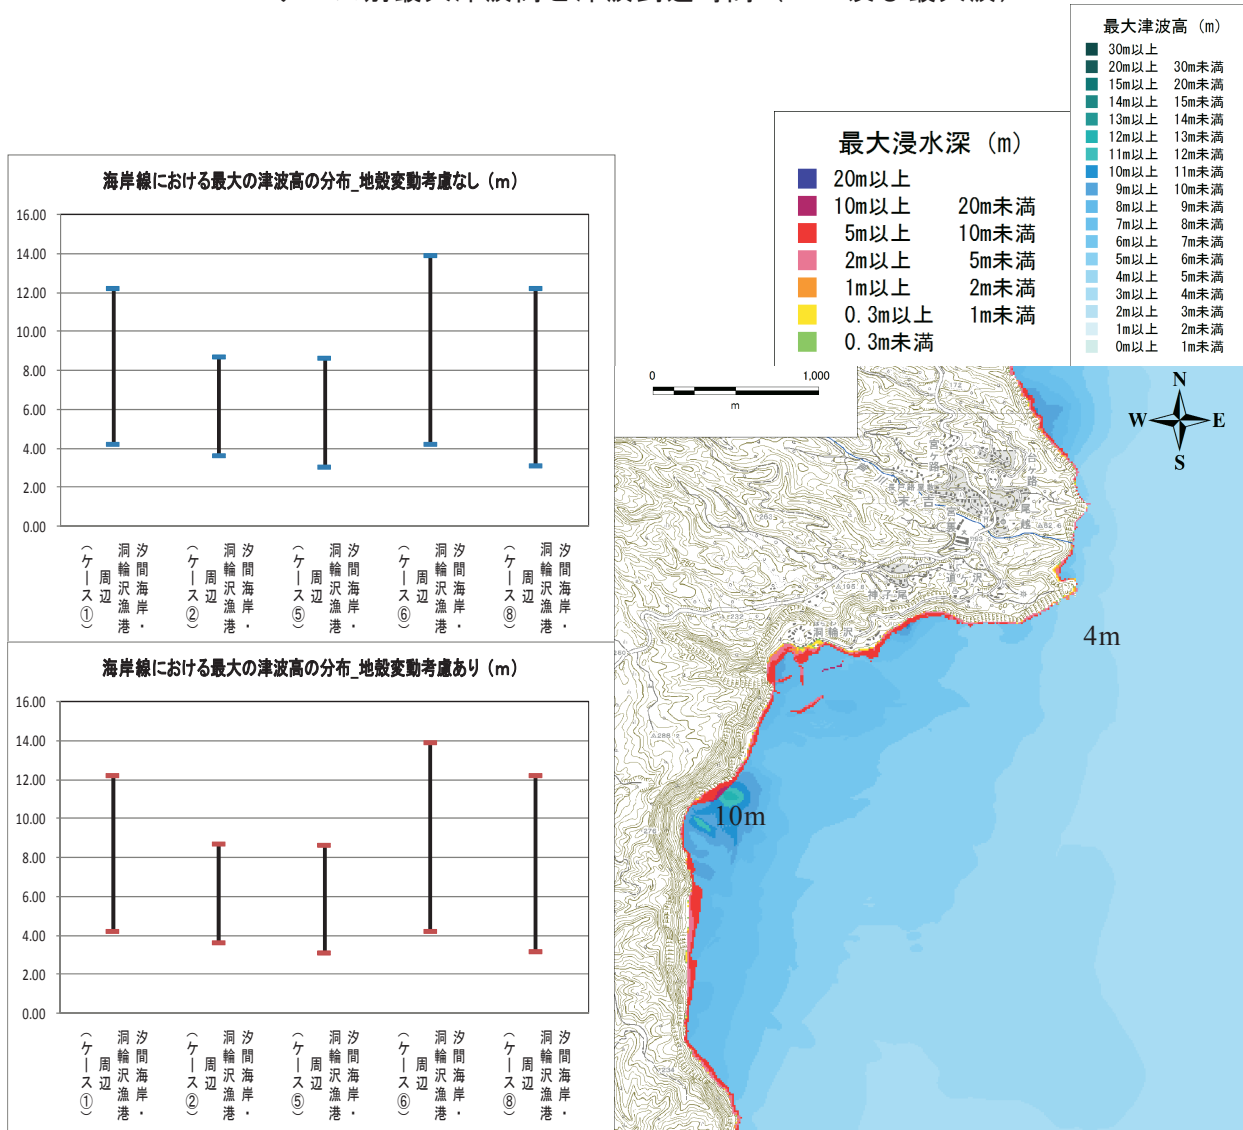 最大津波高 (m)
30m以上
20m以上 30m未満
15m以上 20m未満
14m以上 15m未満
13m以上 14m未満
12m以上 13m未満
11m以上 12m未満
10m以上 11m未満
9m以上 10m未満
8m以上 9m未満
7m以上 8m未満
6m以上 7m未満
5m以上 6m未満
4m以上 5m未満
3m以上 4m未満
2m以上 3m未満
1m以上 2m未満
0m以上 1m未満
最大浸水深 (m)
20m以上
10m以上 20m未満
5m以上 10m未満
2m以上 5m未満
1m以上 2m未満
0.3m以上 1m未満
0.3m未満
海岸線における最大の津波高の分布_地殻変動考慮なし (m)
16.00
14.00
12.00
10.00
8.00
6.00
4.00
2.00
0.00
汐間海岸・
洞輪沢漁港
周辺
(ケース①)
汐間海岸・
洞輪沢漁港
周辺
(ケース②)
汐間海岸・
洞輪沢漁港
周辺
(ケース⑤)
汐間海岸・
洞輪沢漁港
周辺
(ケース⑥)
汐間海岸・
洞輪沢漁港
周辺
(ケース⑧)
海岸線における最大の津波高の分布_地殻変動考慮あり (m)
16.00
14.00
12.00
10.00
8.00
6.00
4.00
2.00
0.00
汐間海岸・
洞輪沢漁港
周辺
(ケース①)
汐間海岸・
洞輪沢漁港
周辺
(ケース②)
汐間海岸・
洞輪沢漁港
周辺
(ケース⑤)
汐間海岸・
洞輪沢漁港
周辺
(ケース⑥)
汐間海岸・
洞輪沢漁港
周辺
(ケース⑧)
0 1,000
m
N
W E
S
末吉
洞輪沢
神子尾
道ヶ沢
4m
10m